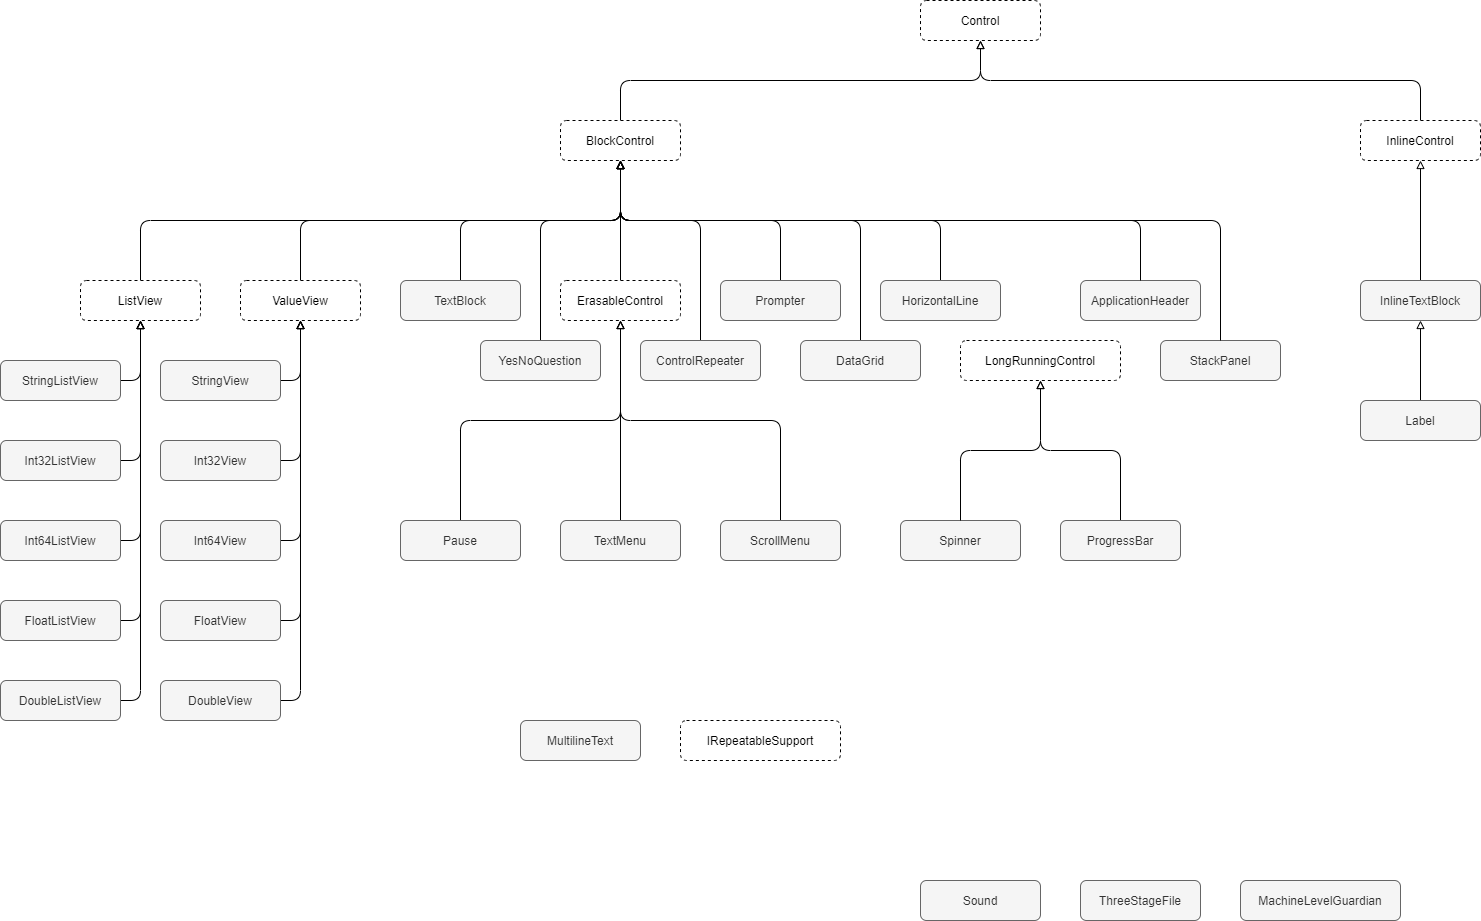 Control
BlockControl
InlineControl
ListView
ValueView
TextBlock
ErasableControl
Prompter
HorizontalLine
ApplicationHeader
InlineTextBlock
YesNoQuestion
ControlRepeater
DataGrid
LongRunningControl
StackPanel
StringListView
StringView
Label
Int32ListView
Int32View
Int64ListView
Int64View
Pause
TextMenu
ScrollMenu
Spinner
ProgressBar
FloatListView
FloatView
DoubleListView
DoubleView
MultilineText
IRepeatableSupport
Sound
ThreeStageFile
MachineLevelGuardian